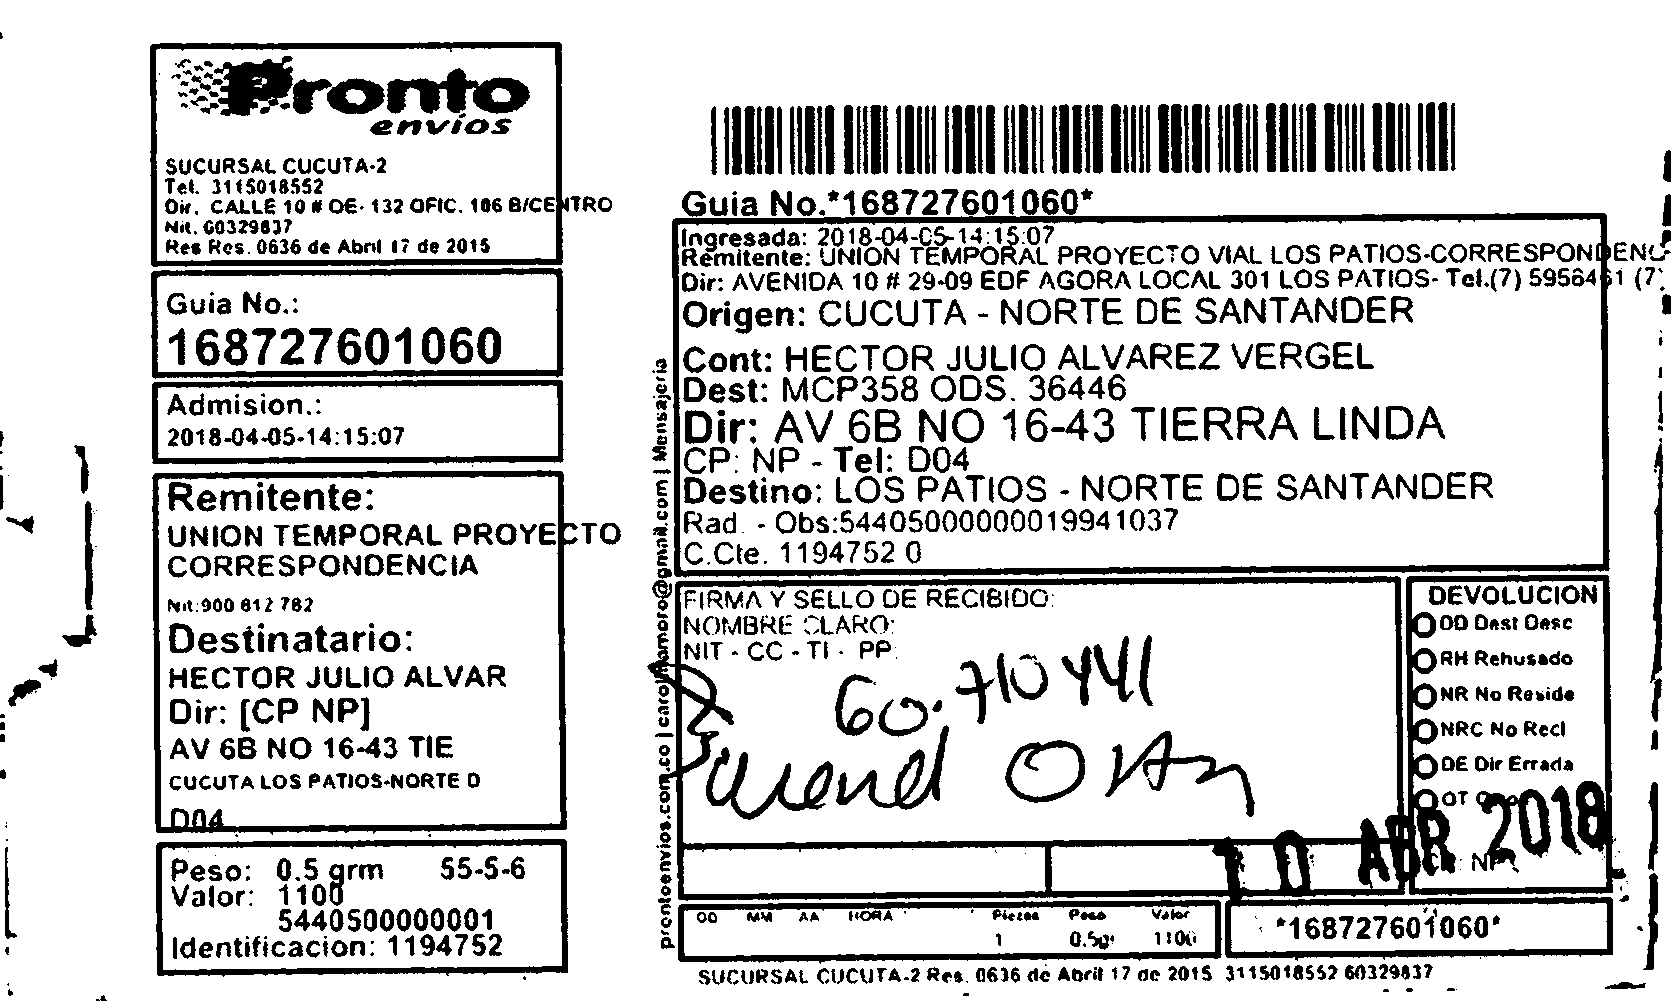 Pronto
envíos
SUCURSAL CUCUTA-2
Tel. 3115018552
Dir. CALLE 10 # OE- 132 OFIC. 106 B/CENTRO
Nit. 60329837
Res Res. 0636 de Abril 17 de 2015
Guia No.:
168727601060
Admision.:
2018-04-05-14:15:07
Remitente:
UNION TEMPORAL PROYECTO
CORRESPONDENCIA
Nit:900 812 782
Destinatario:
HECTOR JULIO ALVAR
Dir: [CP NP]
AV 6B NO 16-43 TIE
CUCUTA LOS PATIOS-NORTE D
D04
Peso: 0.5 grm 55-5-6
Valor: 1100
5440500000001
Identificacion: 1194752
prontoenvios.com.co | | Mensajeria
Guia No.*168727601060*
Ingresada: 2018-04-05-14:15:07
Remitente: UNION TEMPORAL PROYECTO VIAL LOS PATIOS-CORRESPONDENC
Dir: AVENIDA 10 # 29-09 EDF AGORA LOCAL 301 LOS PATIOS- Tel.(7) 5956461 (7)
Origen: CUCUTA - NORTE DE SANTANDER
Cont: HECTOR JULIO ALVAREZ VERGEL
Dest: MCP358 ODS. 36446
Dir: AV 6B NO 16-43 TIERRA LINDA
CP: NP - Tel: D04
Destino: LOS PATIOS - NORTE DE SANTANDER
Rad. - Obs:544050000000019941037
C.Cte. 1194752 0
FIRMA Y SELLO DE RECIBIDO:
NOMBRE CLARO:
NIT - CC - TI - PP:
60.710441
DEVOLUCION
DD Dest Desc
RH Rehusado
NR No Reside
NRC No Recl
DE Dir Errada
OT
10 ABR 2018
NP
DD MM AA HORA Piezas Peso Valor
1 0.5gr 1100
*168727601060*
SUCURSAL CUCUTA-2 Res. 0636 de Abril 17 de 2015 3115018552 60329837